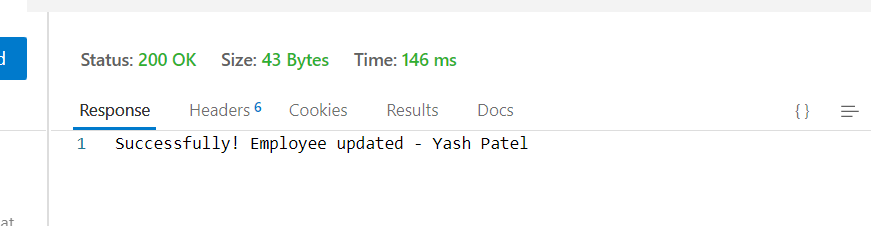 d
Status: 200 OK Size: 43 Bytes Time: 146 ms
Response Headers 6 Cookies Results Docs { }
1 Successfully! Employee updated - Yash Patel
at